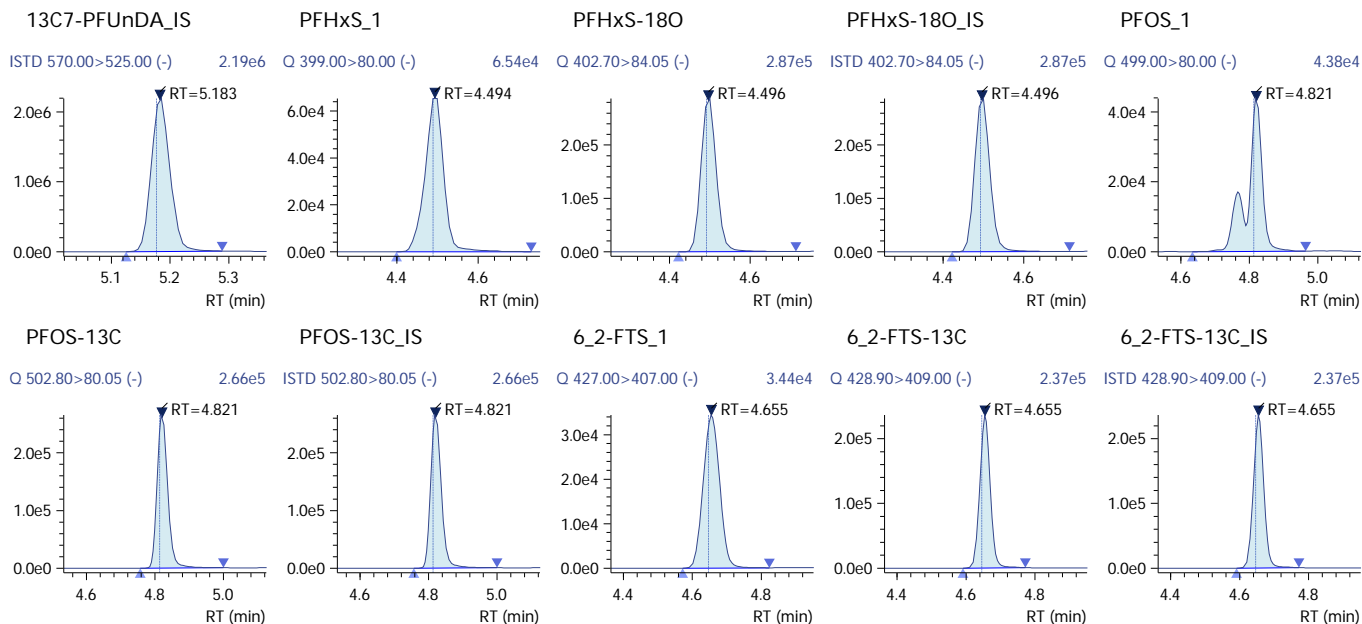 13C7-PFUnDA_IS PFHxS_1 PFHxS-18O PFHxS-18O_IS PFOS_1
ISTD 570.00>525.00 (-) 2.19e6 Q 399.00>80.00 (-) 6.54e4 Q 402.70>84.05 (-) 2.87e5 ISTD 402.70>84.05 (-) 2.87e5 Q 499.00>80.00 (-) 4.38e4
RT=5.183 RT=4.494 RT=4.496 RT=4.496 RT=4.821
2.0e6 6.0e4 4.0e4
2.0e5 2.0e5
4.0e4
1.0e6 2.0e4
2.0e4 1.0e5 1.0e5
0.0e0 0.0e0 0.0e0 0.0e0 0.0e0
5.1 5.2 5.3 4.4 4.6 4.4 4.6 4.4 4.6 4.6 4.8 5.0
RT (min) RT (min) RT (min) RT (min) RT (min)
PFOS-13C PFOS-13C_IS 6_2-FTS_1 6_2-FTS-13C 6_2-FTS-13C_IS
Q 502.80>80.05 (-) 2.66e5 ISTD 502.80>80.05 (-) 2.66e5 Q 427.00>407.00 (-) 3.44e4 Q 428.90>409.00 (-) 2.37e5 ISTD 428.90>409.00 (-) 2.37e5
RT=4.821 RT=4.821 RT=4.655 RT=4.655 RT=4.655
3.0e4 2.0e5 2.0e5
2.0e5 2.0e5
2.0e4
1.0e5 1.0e5 1.0e4 1.0e5 1.0e5
0.0e0 0.0e0 0.0e0 0.0e0 0.0e0
4.6 4.8 5.0 4.6 4.8 5.0 4.4 4.6 4.8 4.4 4.6 4.8 4.4 4.6 4.8
RT (min) RT (min) RT (min) RT (min) RT (min)